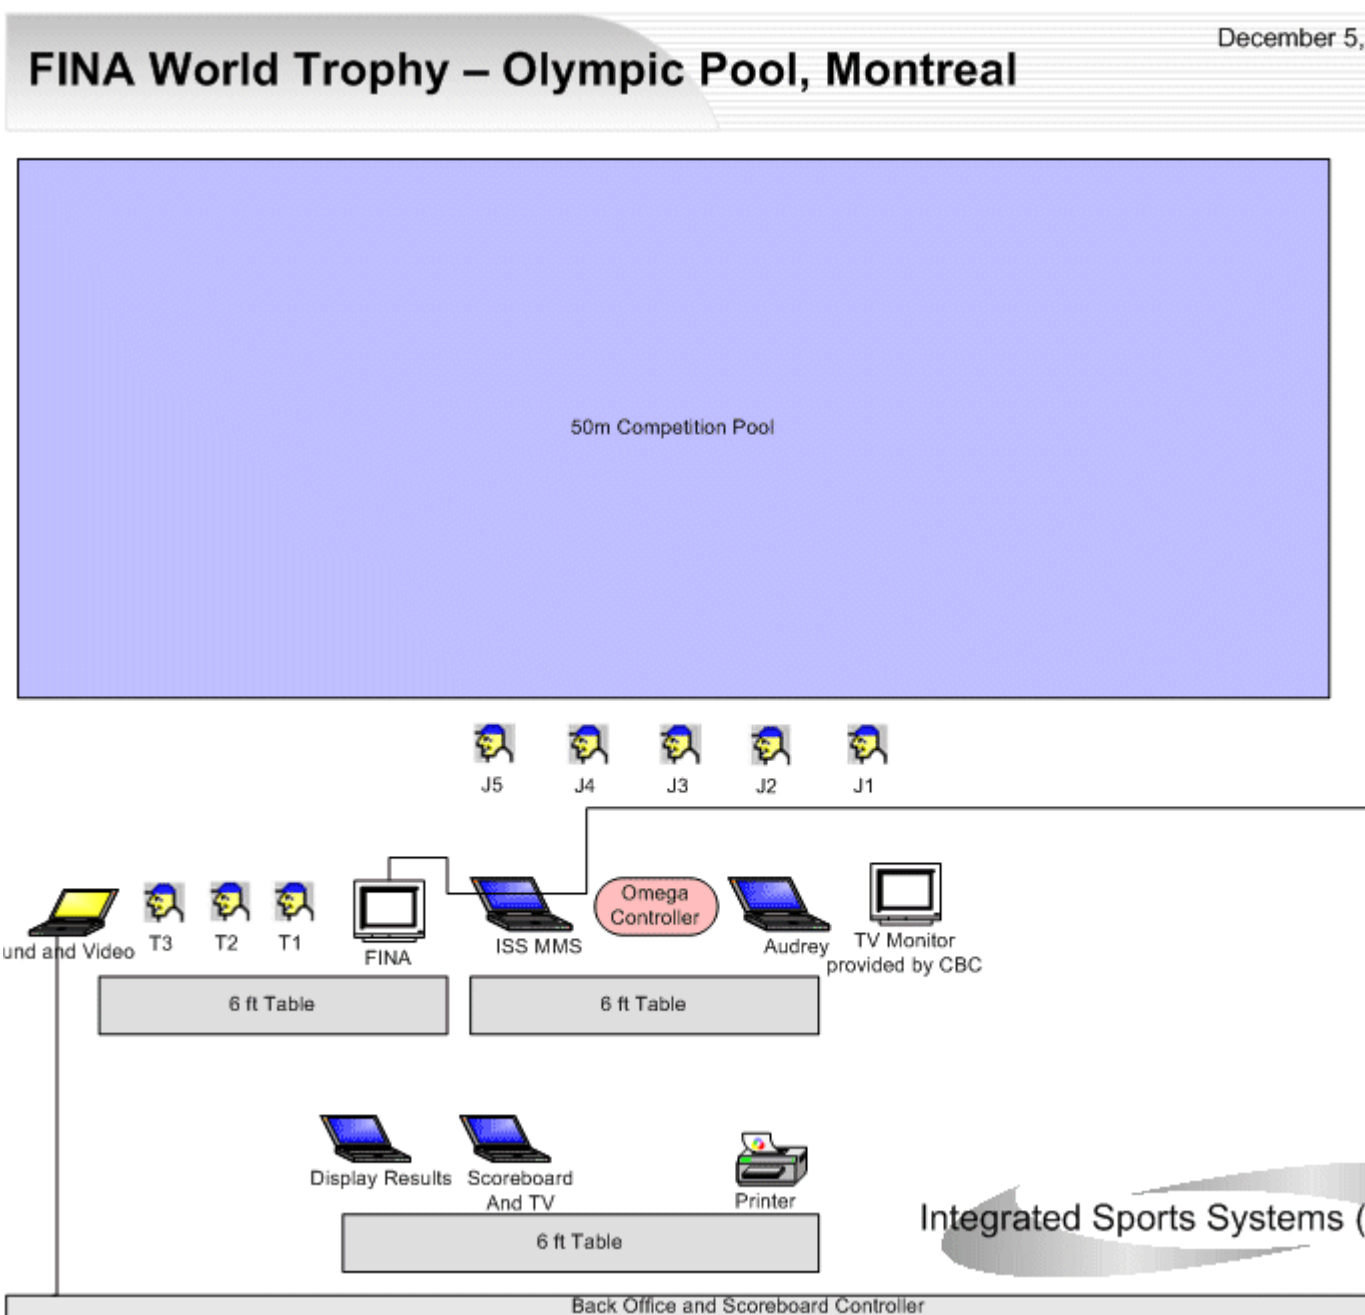 December 5,
FINA World Trophy – Olympic Pool, Montreal
50m Competition Pool
J5 J4 J3 J2 J1
Omega
Controller
T3 T2 T1
FINA
ISS MMS
Audrey
TV Monitor
provided by CBC
und and Video
6 ft Table
6 ft Table
Display Results
Scoreboard
And TV
Printer
6 ft Table
Integrated Sports Systems (
Back Office and Scoreboard Controller